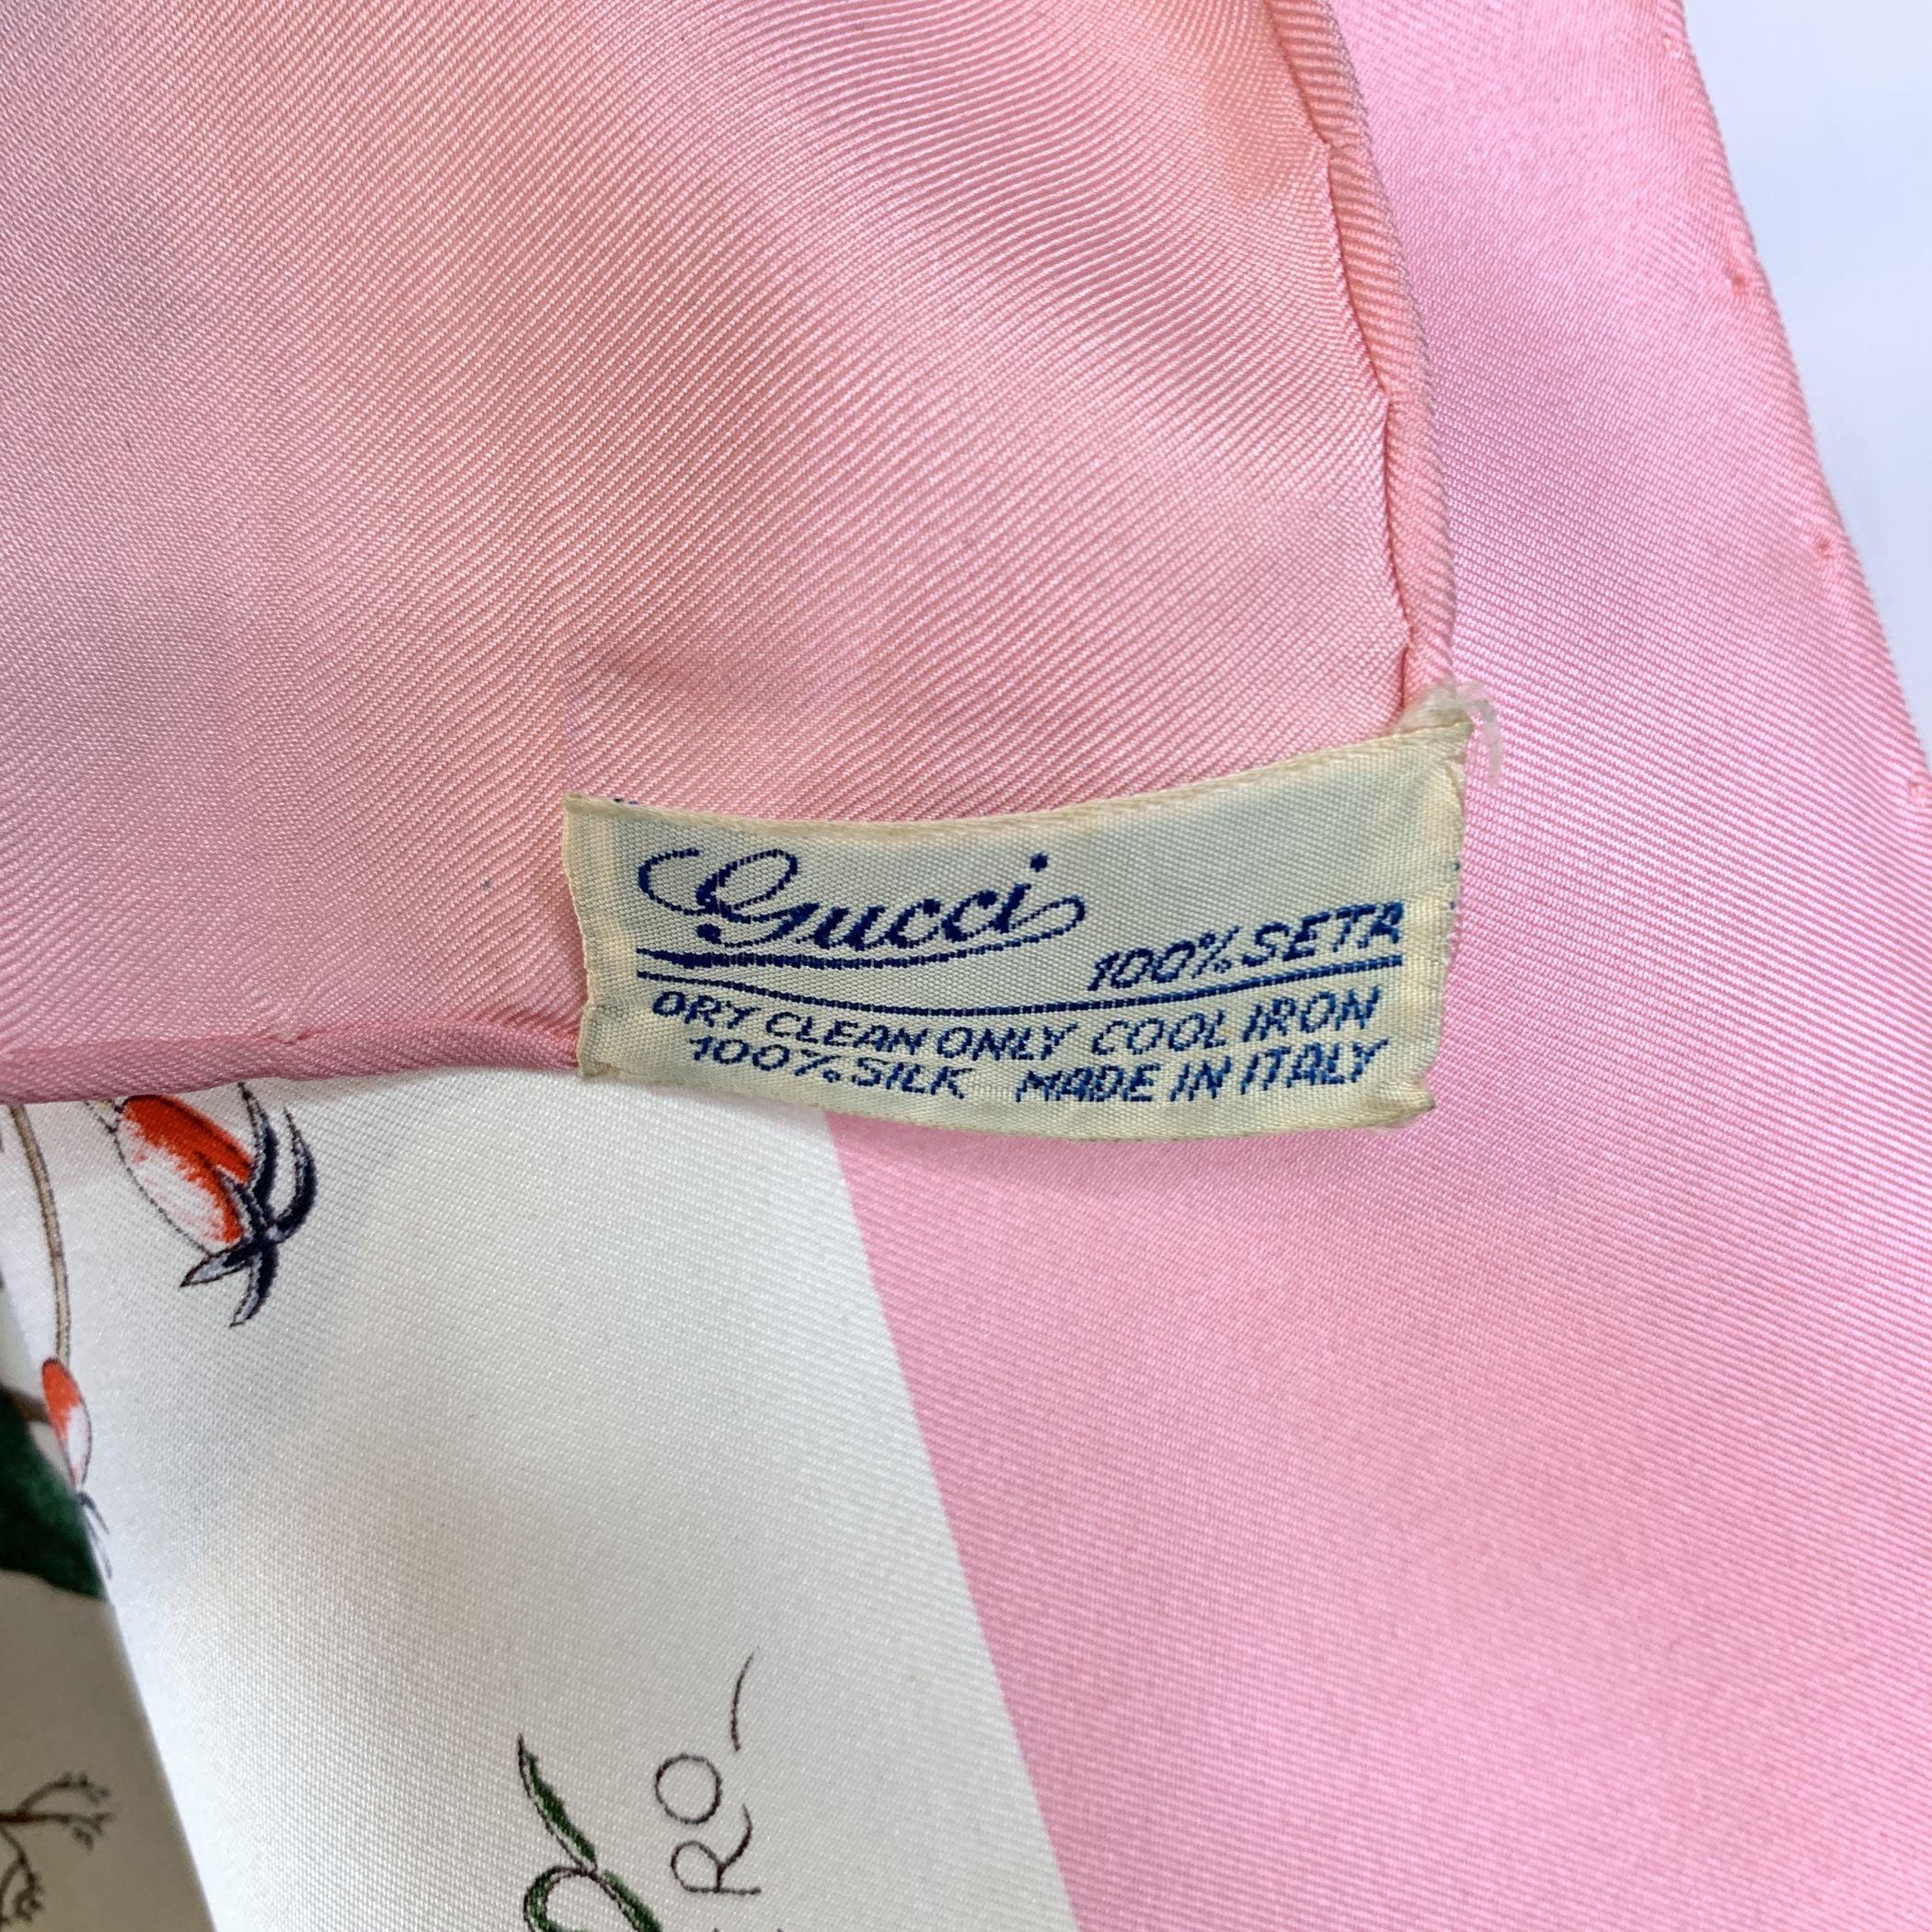 Gucci
100% SETA
DRY CLEAN ONLY COOL IRON
100% SILK MADE IN ITALY
RO